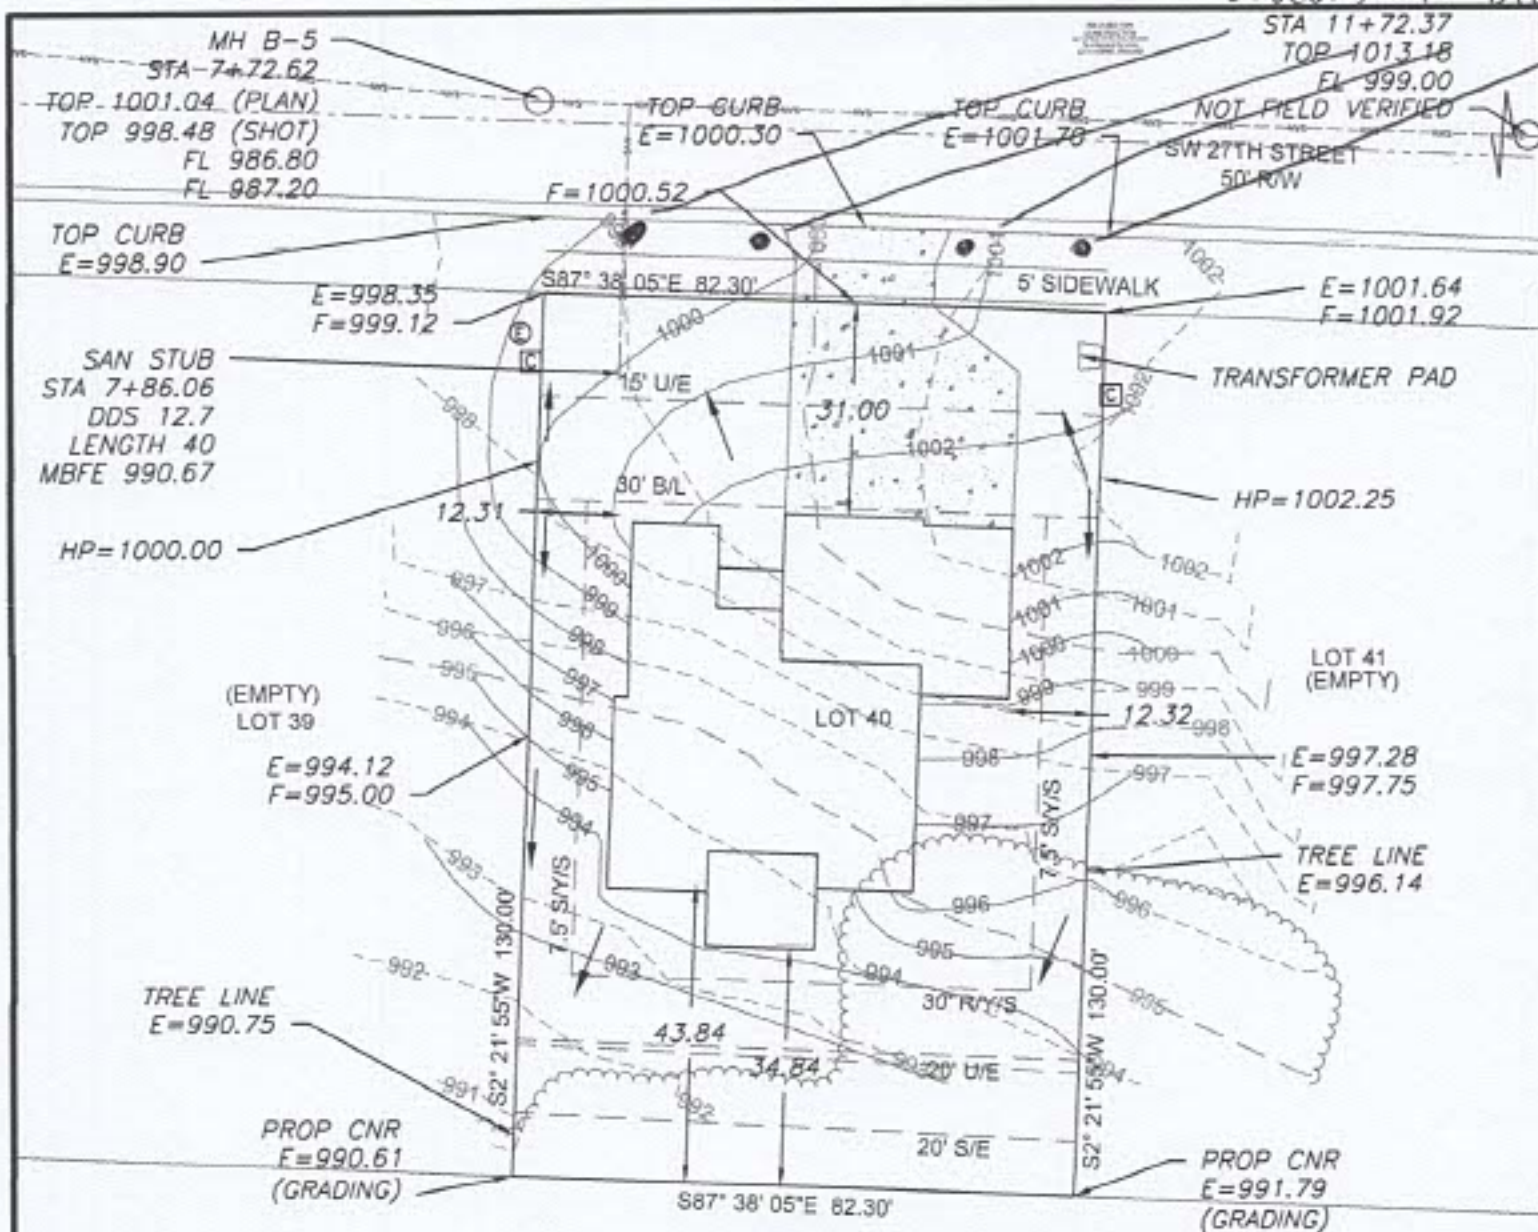 MH B-5
STA 7+72.62
TOP 1001.04 (PLAN)
TOP 998.48 (SHOT)
FL 986.80
FL 987.20
TOP CURB
E=1000.30
TOP CURB
E=1001.70
STA 11+72.37
TOP 1013.18
FL 999.00
NOT FIELD VERIFIED
SW 27TH STREET
50' R/W
F=1000.52
TOP CURB
E=998.90
S87° 38' 05"E 82.30'
5' SIDEWALK
1001
1002
E=998.35
F=999.12
E=1001.64
F=1001.92
E
C
1000
1001
SAN STUB
STA 7+86.06
DDS 12.7
LENGTH 40
MBFE 990.67
15' U/E
TRANSFORMER PAD
C
1002
998
31.00
1002
30' B/L
12.31
HP=1002.25
HP=1000.00
1000
1002
1002
997
999
1001
1001
996
998
1000
1000
995
997
999
999
LOT 41
(EMPTY)
(EMPTY)
LOT 39
994
996
LOT 40
12.32
998
998
E=994.12
F=995.00
995
997
E=997.28
F=997.75
994
997
7.5' S/Y/S
993
TREE LINE
E=996.14
996
996
7.5' S/Y/S
995
992
993
994
995
30' R/Y/S
S2° 21' 55"W 130.00'
S2° 21' 55"W 130.00'
TREE LINE
E=990.75
43.84
34.84
20' U/E
994
991
992
20' S/E
PROP CNR
F=990.61
(GRADING)
PROP CNR
E=991.79
(GRADING)
S87° 38' 05"E 82.30'